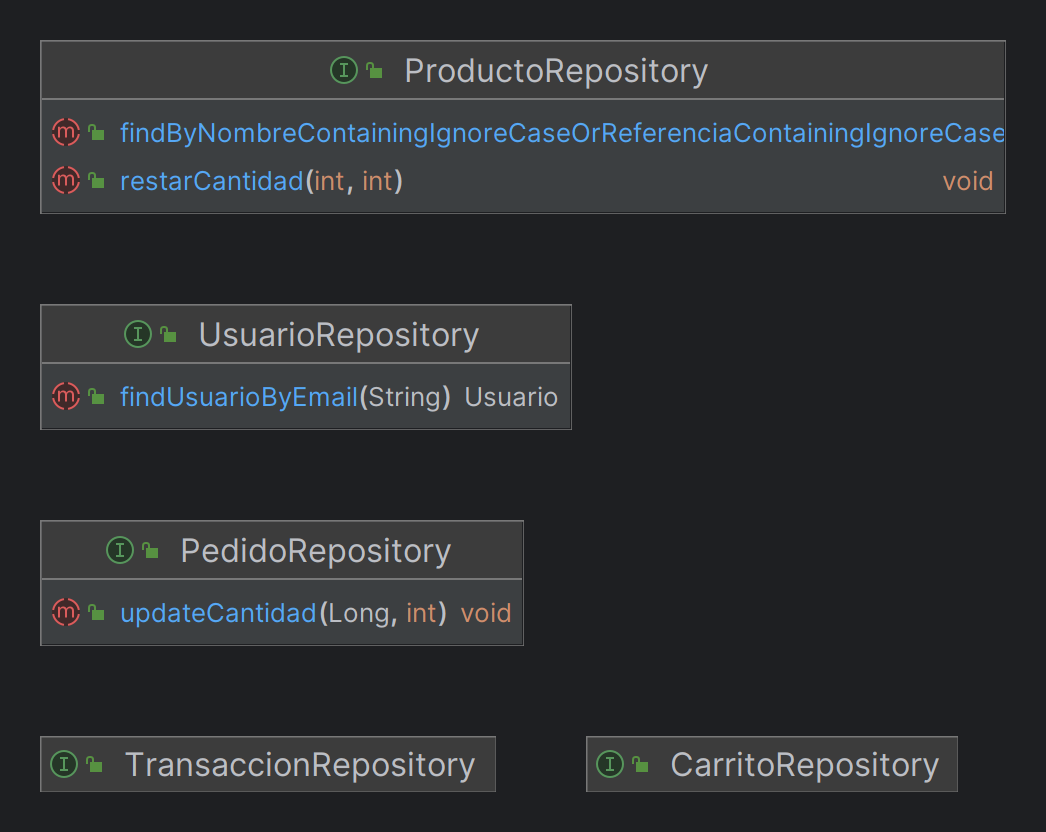 ProductoRepository
findByNombreContainingIgnoreCaseOrReferenciaContainingIgnoreCase
restarCantidad(int, int) void
UsuarioRepository
findUsuarioByEmail(String) Usuario
PedidoRepository
updateCantidad(Long, int) void
TransaccionRepository
CarritoRepository